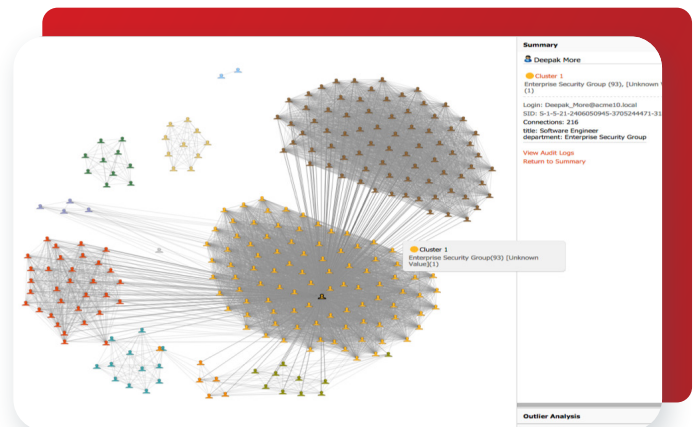 Summary
Deepak More
Cluster 1
Enterprise Security Group (93), [Unknown
(1)
Login: Deepak_More@acme10.local
SID: S-1-5-21-2406050945-3705244471-31
Connections: 216
title: Software Engineer
department: Enterprise Security Group
View Audit Logs
Return to Summary
Cluster 1
Enterprise Security Group(93) [Unknown
Value](1)
Outlier Analysis